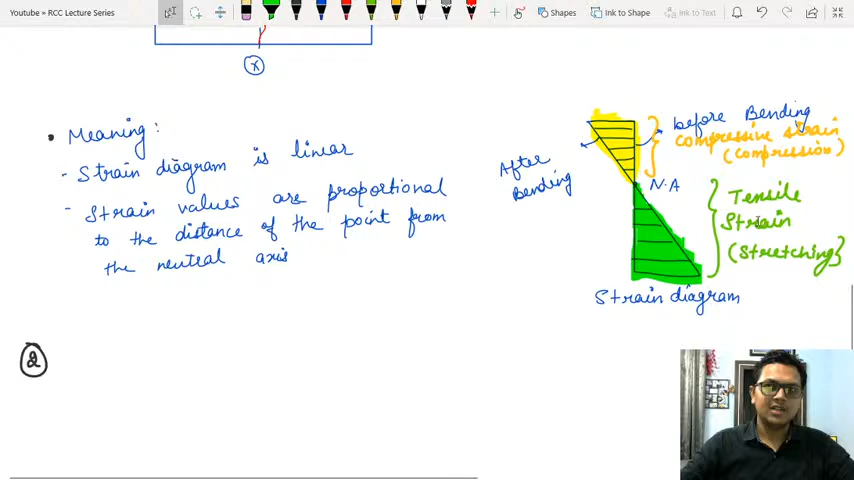 Youtube » RCC Lecture Series
Shapes
Ink to Shape
Ink to Text
x
• Meaning:
- Strain diagram is linear
- Strain values are proportional
to the distance of the point from
the neutral axis
before Bending
compressive strain
(compression)
After
Bending
N.A
Tensile
Strain
(Stretching}
Strain diagram
2